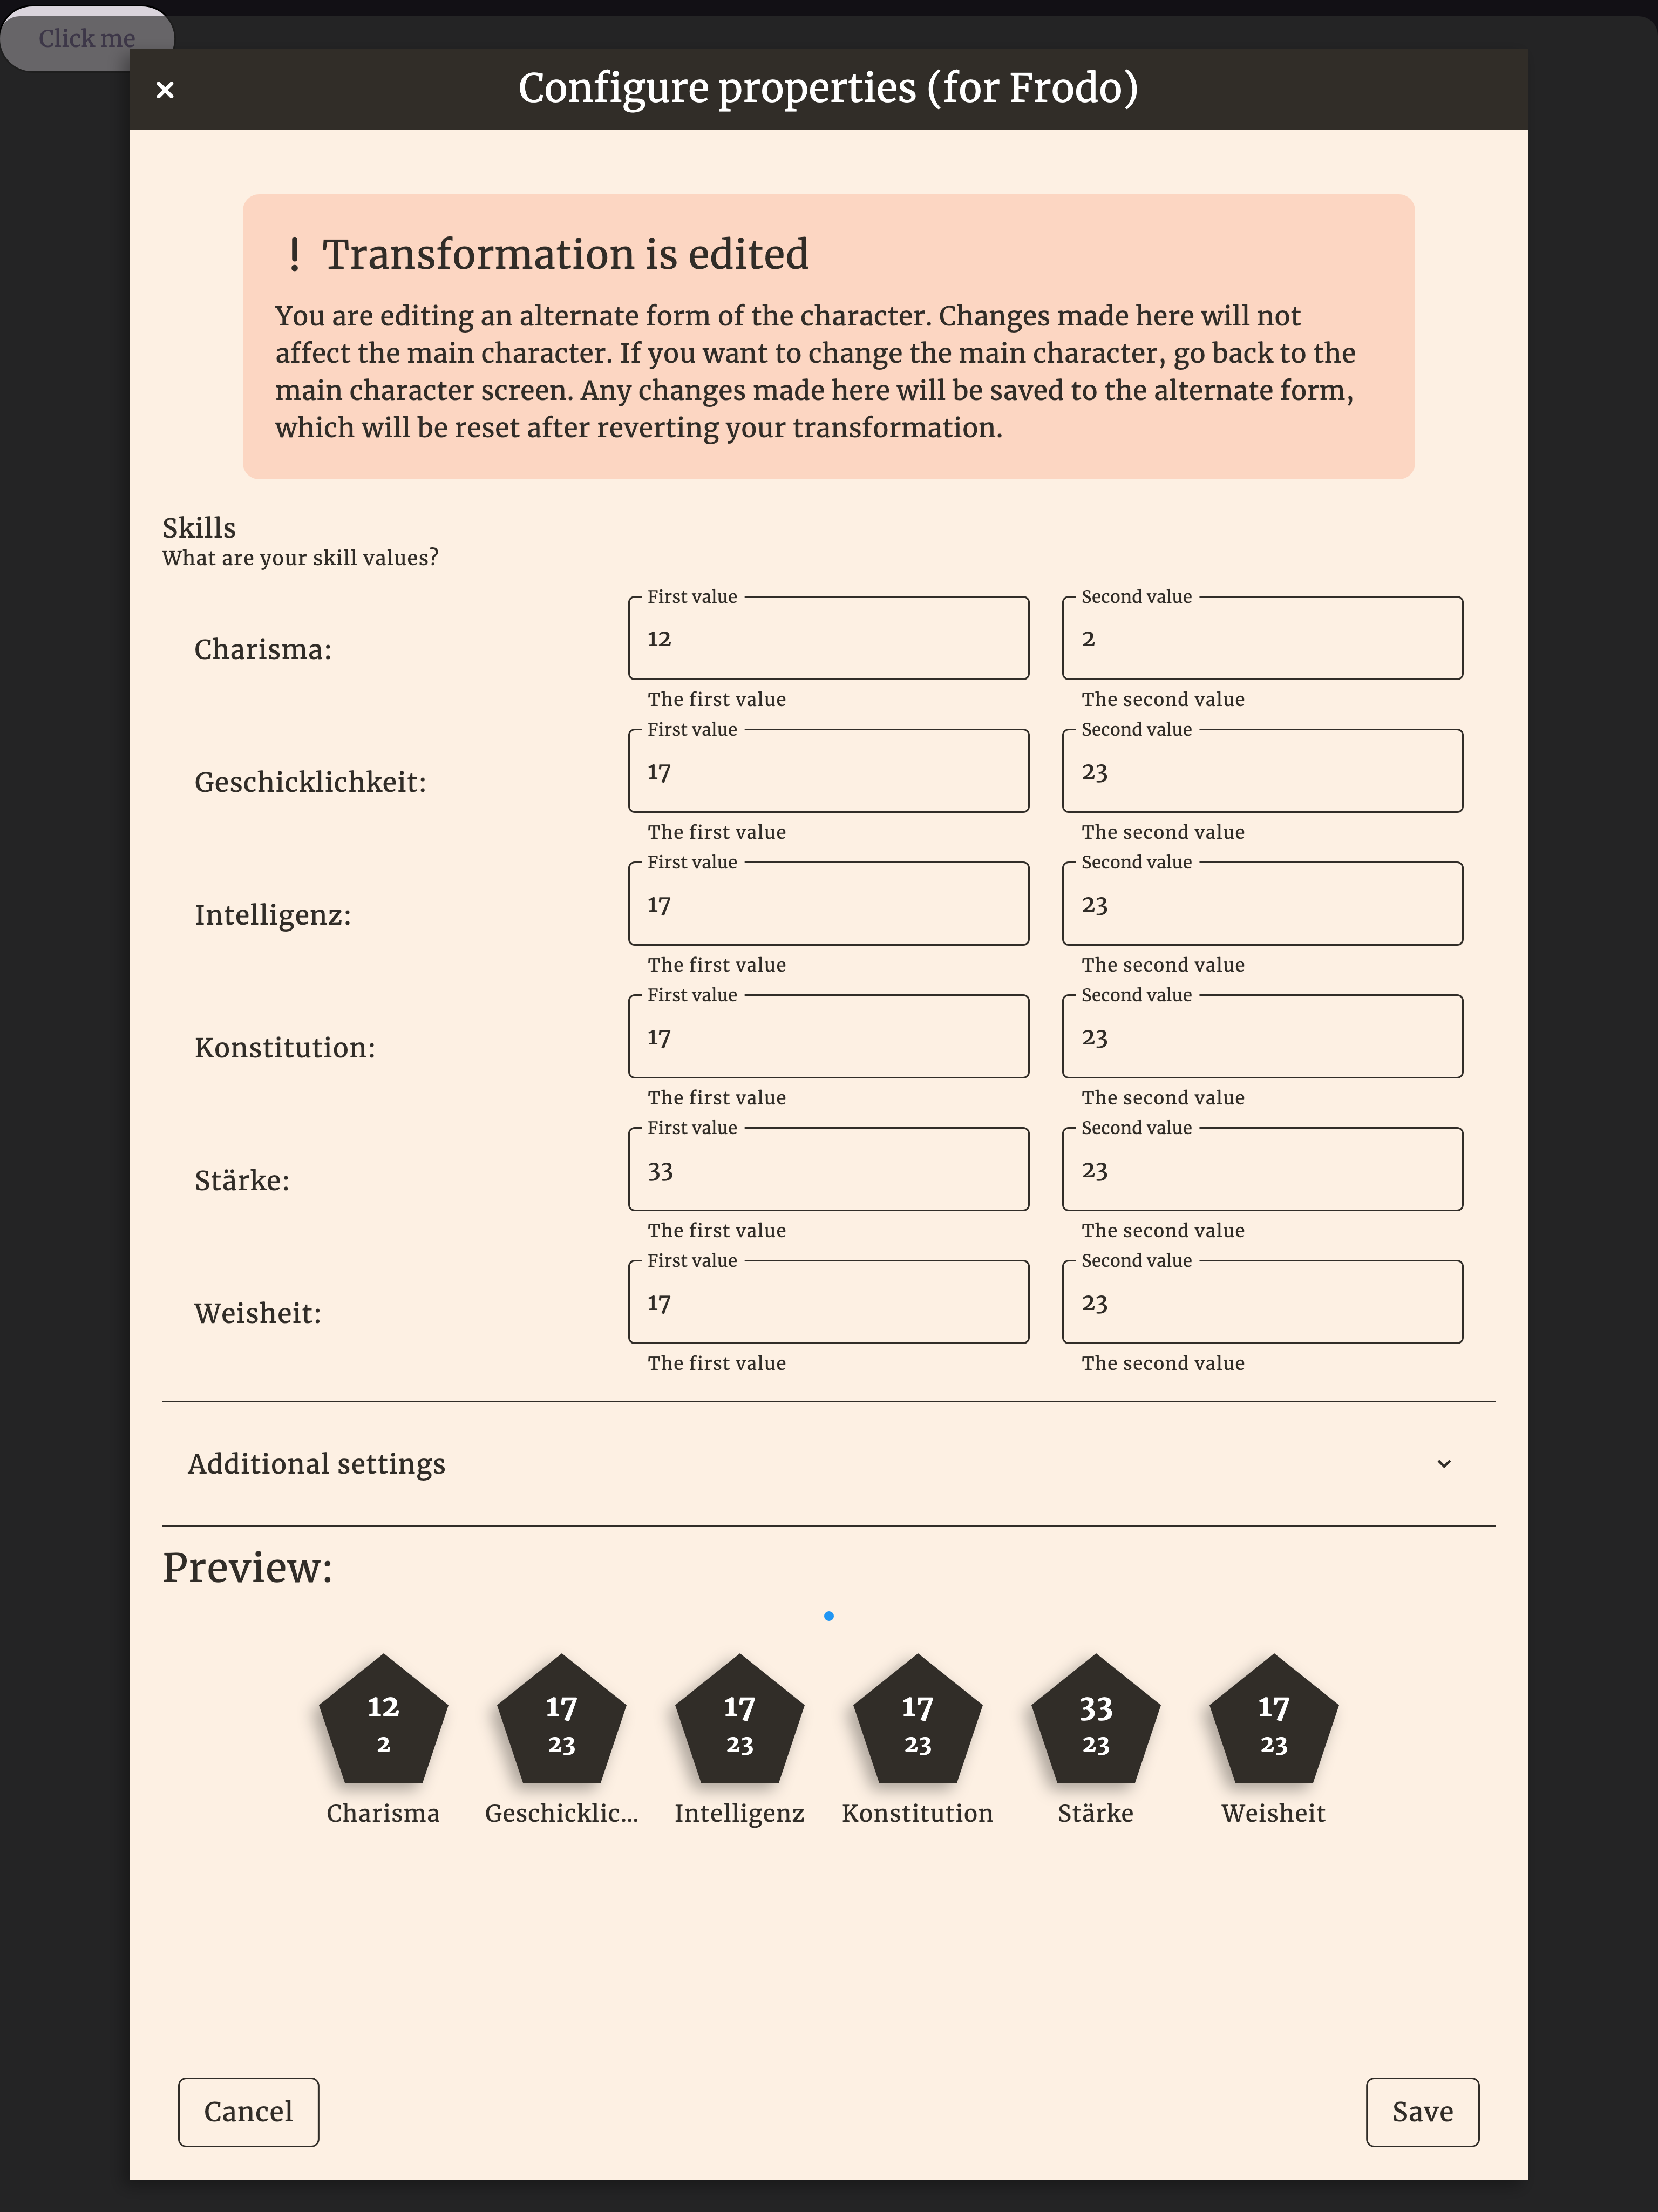 Click me
Configure properties (for Frodo)
! Transformation is edited
You are editing an alternate form of the character. Changes made here will not
affect the main character. If you want to change the main character, go back to the
main character screen. Any changes made here will be saved to the alternate form,
which will be reset after reverting your transformation.
Skills
What are your skill values?
First value Second value
Charisma: 12 2
The first value The second value
First value Second value
Geschicklichkeit: 17 23
The first value The second value
First value Second value
Intelligenz: 17 23
The first value The second value
First value Second value
Konstitution: 17 23
The first value The second value
First value Second value
Stärke: 33 23
The first value The second value
First value Second value
Weisheit: 17 23
The first value The second value
Additional settings
Preview:
12 17 17 17 33 17
2 23 23 23 23 23
Charisma Geschicklic... Intelligenz Konstitution Stärke Weisheit
Cancel Save